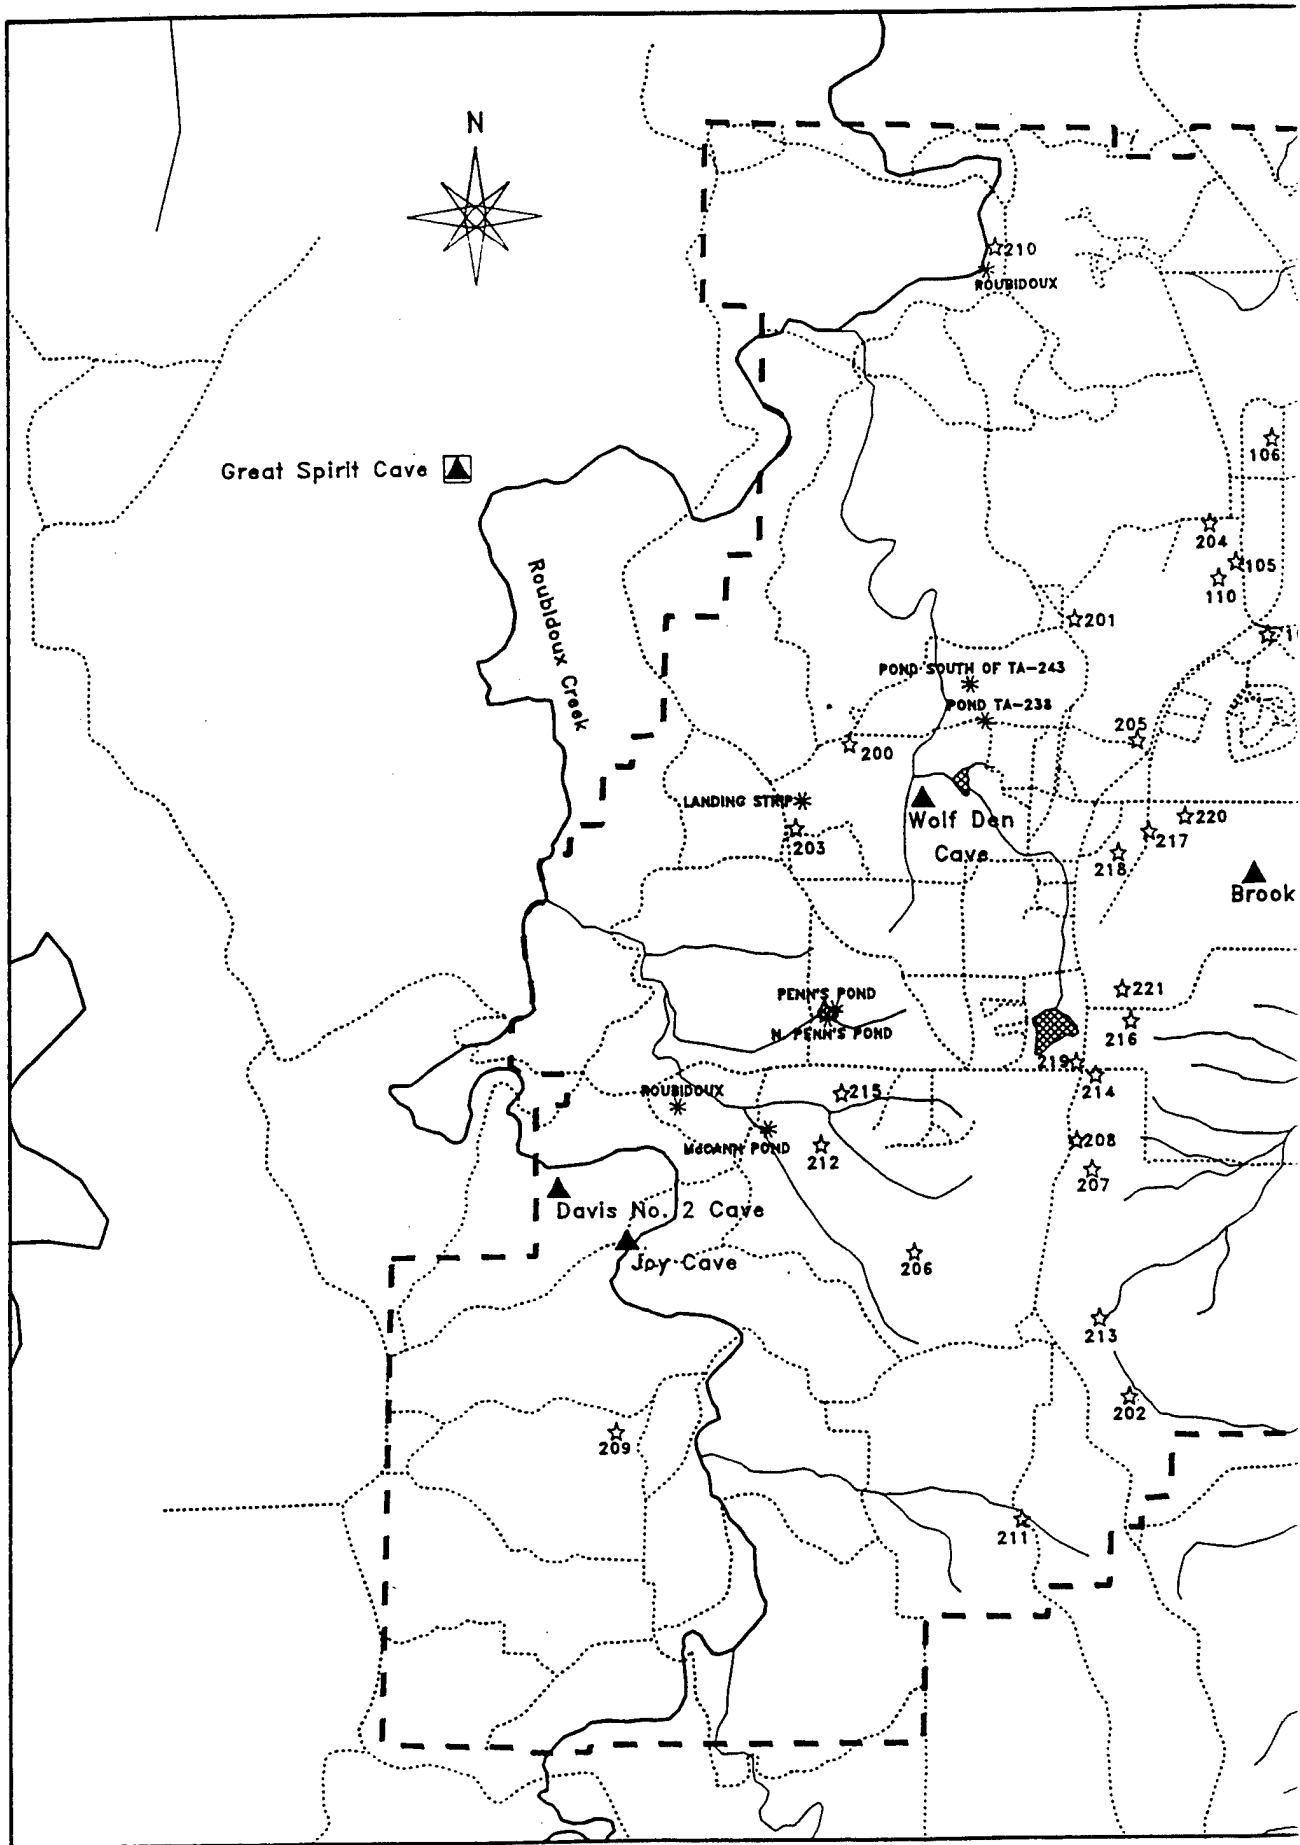 N
210
ROUBIDOUX
Great Spirit Cave
106
204
105
110
Roubidoux Creek
201
POND SOUTH OF TA-243
POND TA-238
205
200
LANDING STRIP
203
Wolf Den
Cave
220
217
218
Brook
PENN'S POND
N. PENN'S POND
221
216
219
214
ROUBIDOUX
215
McCANN POND
212
208
207
Davis No. 2 Cave
Joy Cave
206
213
202
209
211